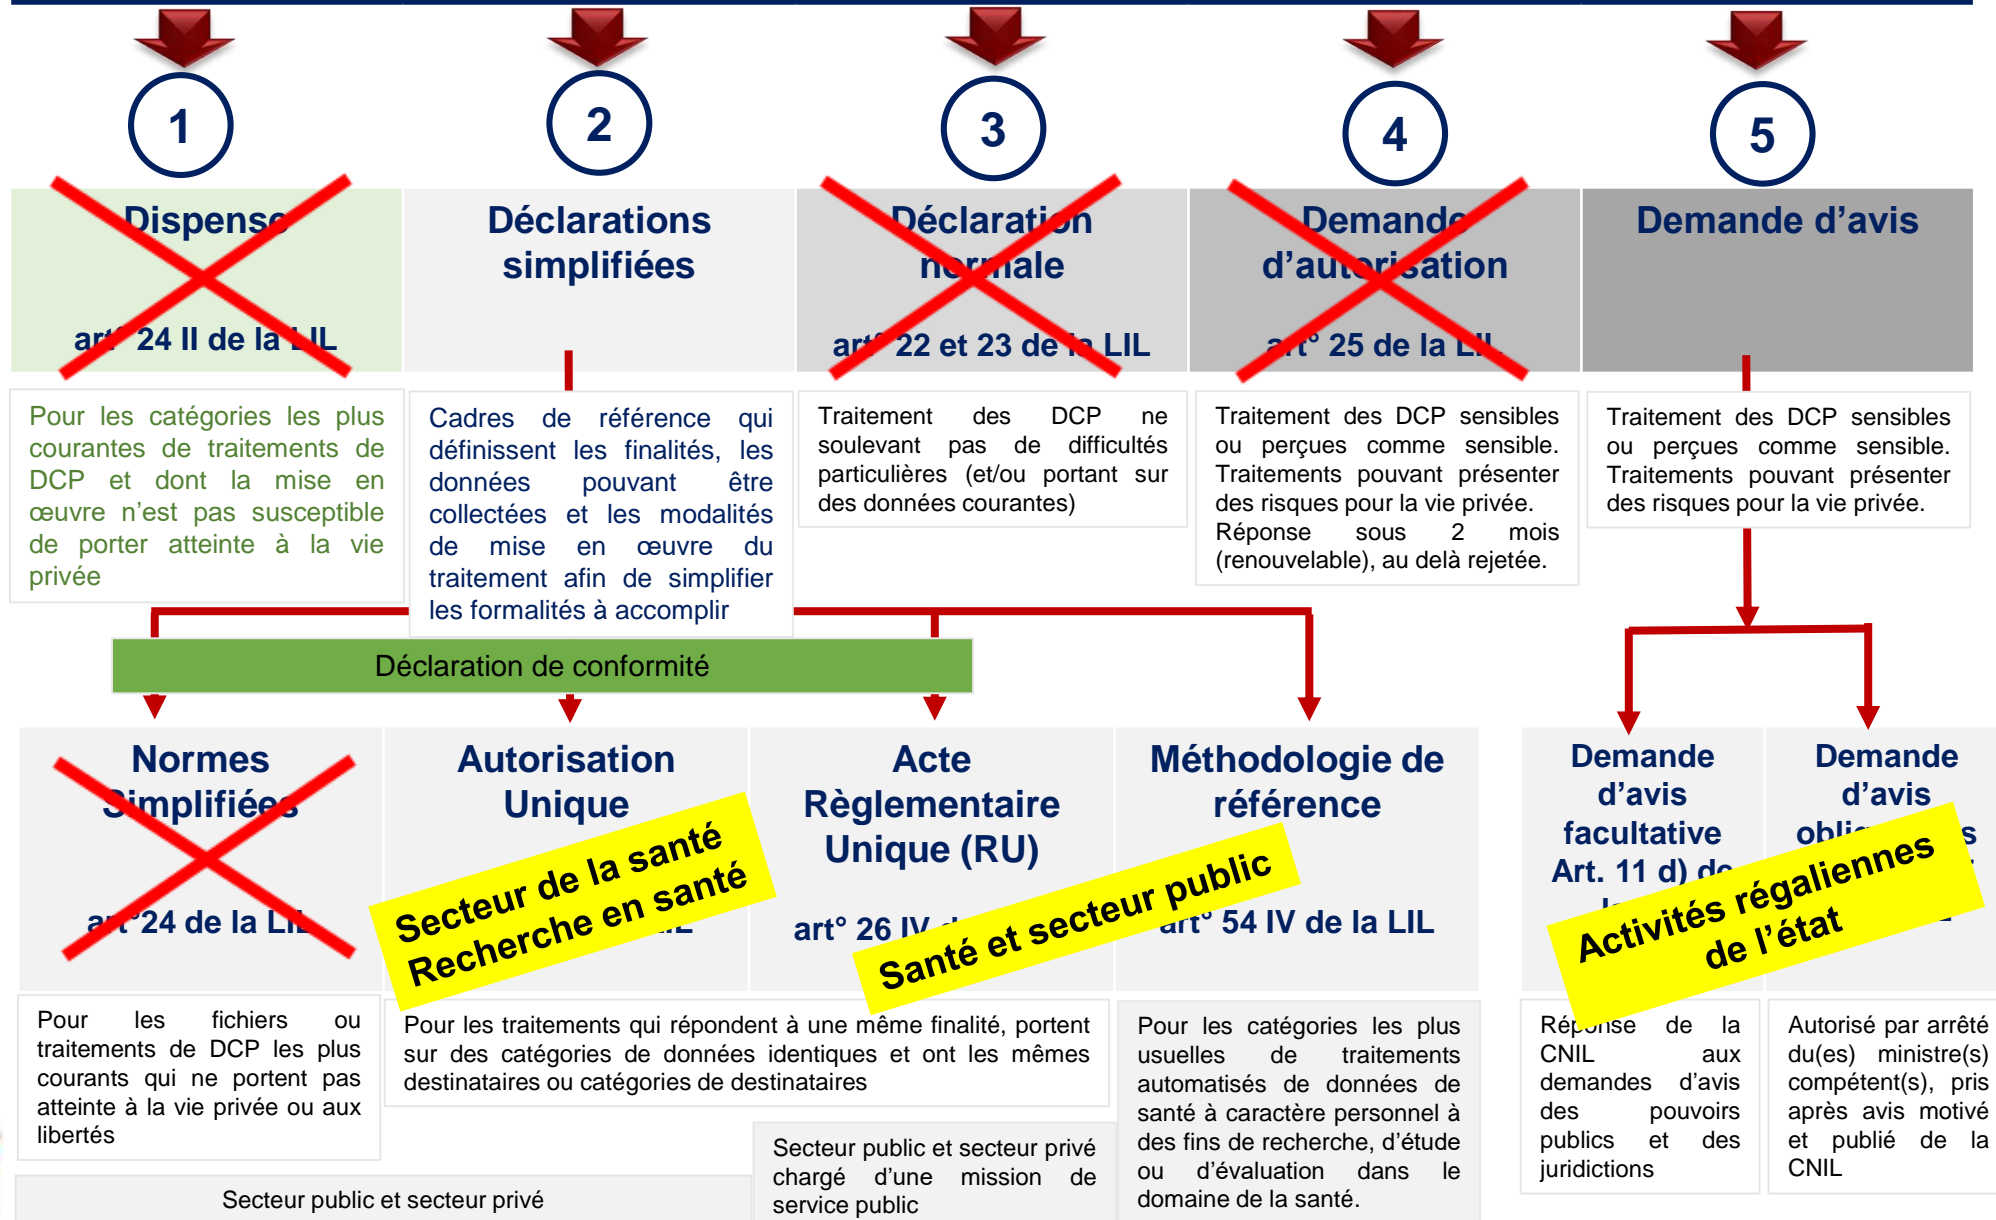 1
2
3
4
5
Dispense
art° 24 II de la LIL
Déclarations
simplifiées
Déclaration
normale
art° 22 et 23 de la LIL
Demande
d'autorisation
art° 25 de la LIL
Demande d'avis
Pour les catégories les plus
courantes de traitements de
DCP et dont la mise en
œuvre n'est pas susceptible
de porter atteinte à la vie
privée
Cadres de référence qui
définissent les finalités, les
données pouvant être
collectées et les modalités
de mise en œuvre du
traitement afin de simplifier
les formalités à accomplir
Traitement des DCP ne
soulevant pas de difficultés
particulières (et/ou portant sur
des données courantes)
Traitement des DCP sensibles
ou perçues comme sensible.
Traitements pouvant présenter
des risques pour la vie privée.
Réponse sous 2 mois
(renouvelable), au delà rejetée.
Traitement des DCP sensibles
ou perçues comme sensible.
Traitements pouvant présenter
des risques pour la vie privée.
Déclaration de conformité
Normes
Simplifiées
art°24 de la LIL
Autorisation
Unique
Secteur de la santé
Recherche en santé
Acte
Règlementaire
Unique (RU)
art° 26 IV
Santé et secteur public
Méthodologie de
référence
art° 54 IV de la LIL
Demande
d'avis
facultative
Art. 11 d) de
Demande
d'avis
Activités régaliennes
de l'état
Pour les fichiers ou
traitements de DCP les plus
courants qui ne portent pas
atteinte à la vie privée ou aux
libertés
Pour les traitements qui répondent à une même finalité, portent
sur des catégories de données identiques et ont les mêmes
destinataires ou catégories de destinataires
Secteur public et secteur privé
Secteur public et secteur privé
chargé d'une mission de
service public
Pour les catégories les plus
usuelles de traitements
automatisés de données de
santé à caractère personnel à
des fins de recherche, d'étude
ou d'évaluation dans le
domaine de la santé.
Réponse de la
CNIL aux
demandes d'avis
des pouvoirs
publics et des
juridictions
Autorisé par arrêté
du(es) ministre(s)
compétent(s), pris
après avis motivé
et publié de la
CNIL